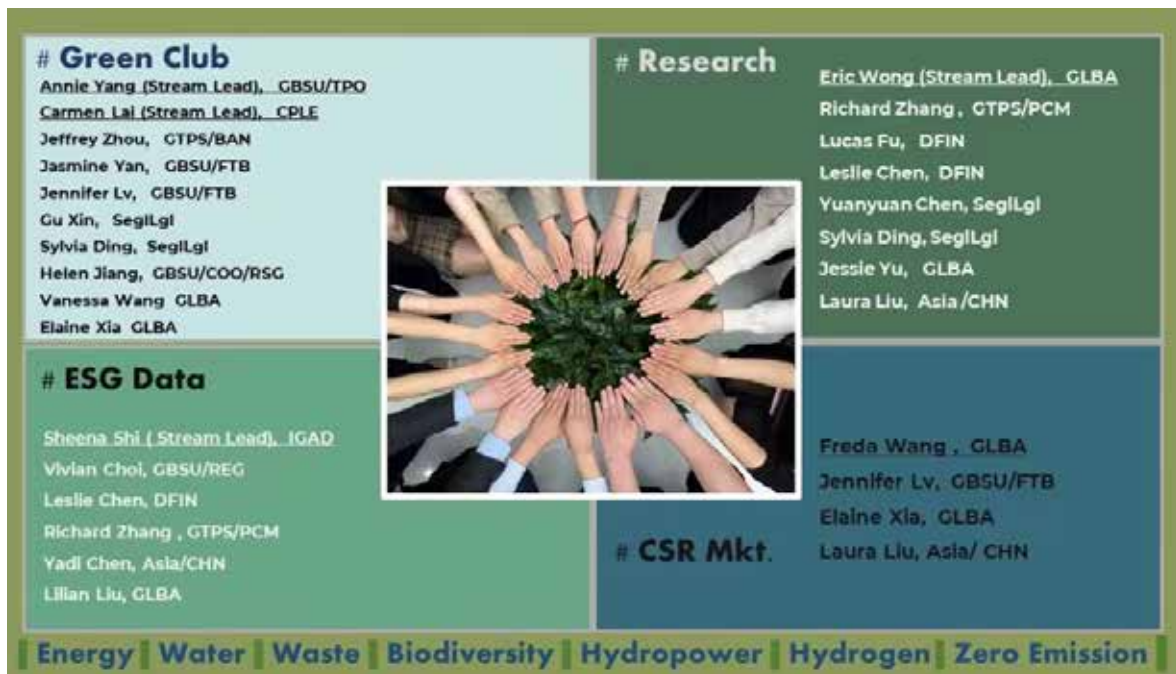 # Green Club
Annie Yang (Stream Lead), GBSU/TPO
Carmen Lai (Stream Lead), CPLE
Jeffrey Zhou, GTPS/BAN
Jasmine Yan, GBSU/FTB
Jennifer Lv, GBSU/FTB
Gu Xin, SeglLgl
Sylvia Ding, SeglLgl
Helen Jiang, GBSU/COO/RSG
Vanessa Wang GLBA
Elaine Xia GLBA
# Research
Eric Wong (Stream Lead), GLBA
Richard Zhang , GTPS/PCM
Lucas Fu, DFIN
Leslie Chen, DFIN
Yuanyuan Chen, SeglLgl
Sylvia Ding, SeglLgl
Jessie Yu, GLBA
Laura Liu, Asia /CHN
# ESG Data
Sheena Shi ( Stream Lead), IGAD
Vivian Choi, GBSU/REG
Leslie Chen, DFIN
Richard Zhang , GTPS/PCM
Yadi Chen, Asia/CHN
Lilian Liu, GLBA
# CSR Mkt.
Freda Wang , GLBA
Jennifer Lv, GBSU/FTB
Elaine Xia, GLBA
Laura Liu, Asia/ CHN
Energy Water Waste Biodiversity Hydropower Hydrogen Zero Emission